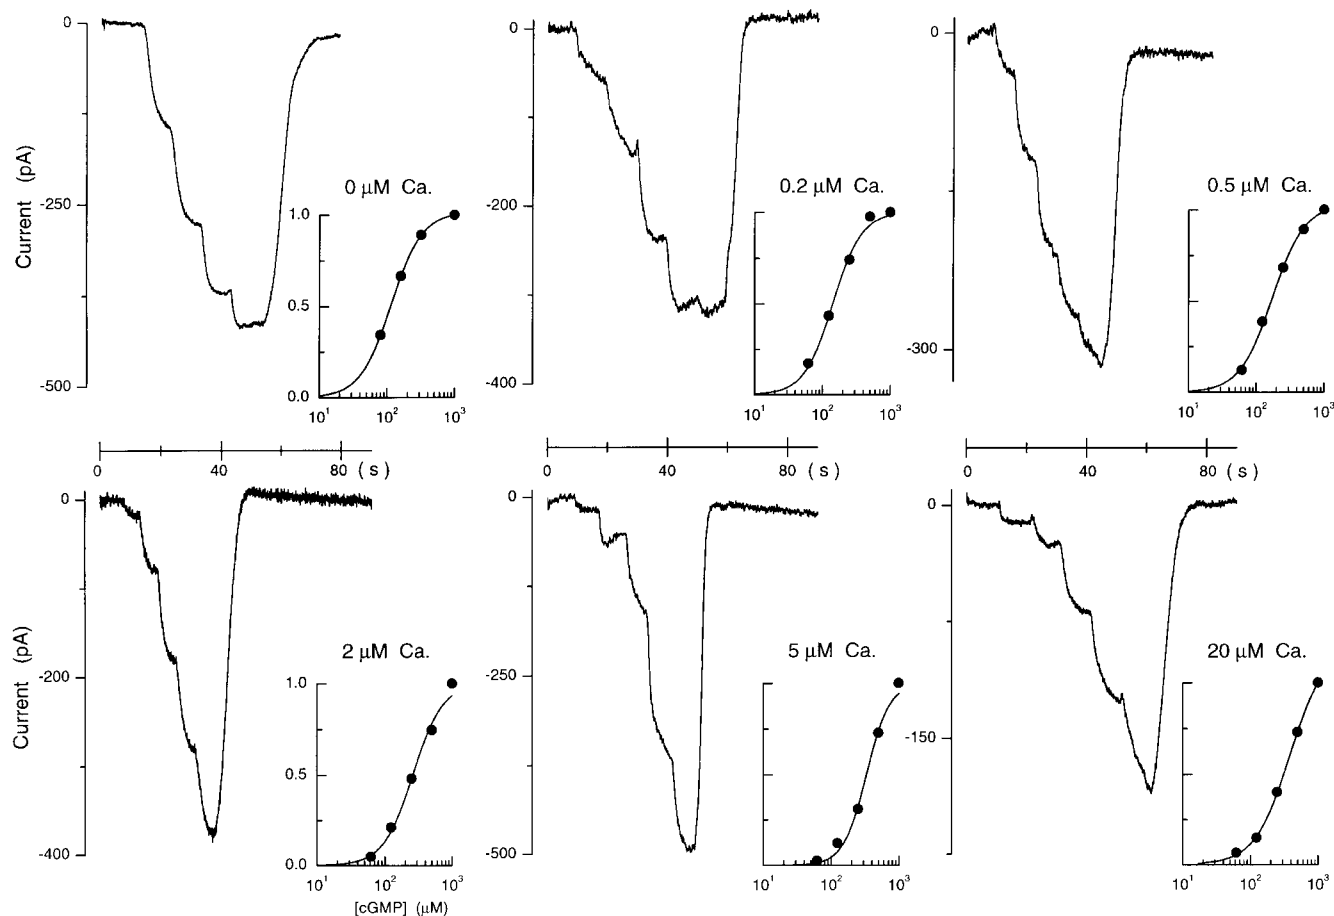 0
-250
-500
Current (pA)
0 μM Ca.
1.0
0.5
0.0
10¹ 10² 10³
0
-200
-400
0.2 μM Ca.
10¹ 10² 10³
0
-300
0.5 μM Ca.
10¹ 10² 10³
0 40 80 (s)
0 40 80 (s)
0 40 80 (s)
0
-200
-400
Current (pA)
2 μM Ca.
1.0
0.5
0.0
10¹ 10² 10³
[cGMP] (μM)
0
-250
-500
5 μM Ca.
10¹ 10² 10³
0
-150
20 μM Ca.
10¹ 10² 10³